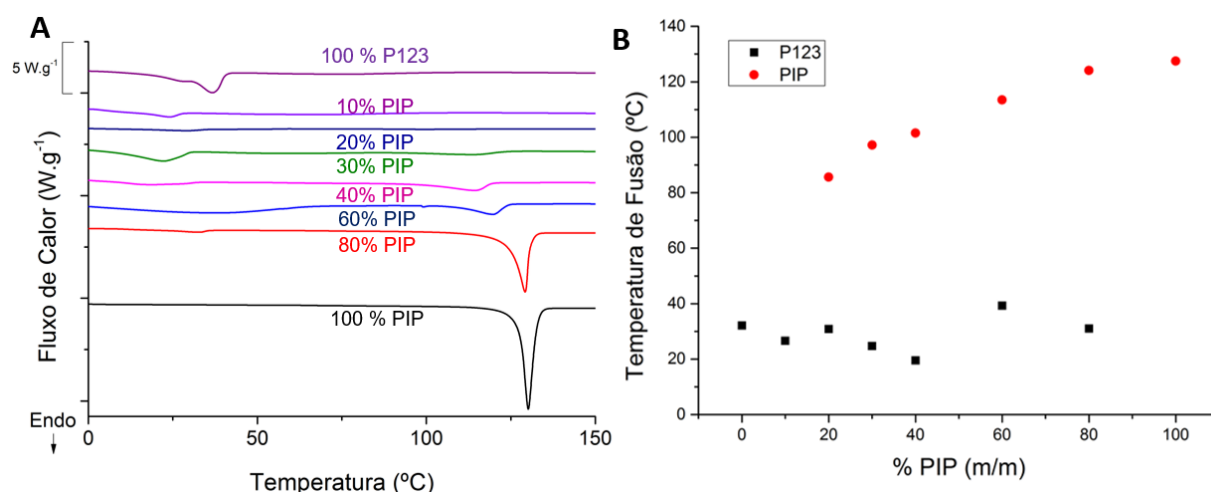 A
5 W.g⁻¹
100 % P123
10% PIP
20% PIP
30% PIP
40% PIP
60% PIP
80% PIP
100 % PIP
Fluxo de Calor (W.g⁻¹)
Endo
0 50 100 150
Temperatura (ºC)
B
P123
PIP
140
120
100
80
60
40
20
0
Temperatura de Fusão (ºC)
0 20 40 60 80 100
% PIP (m/m)